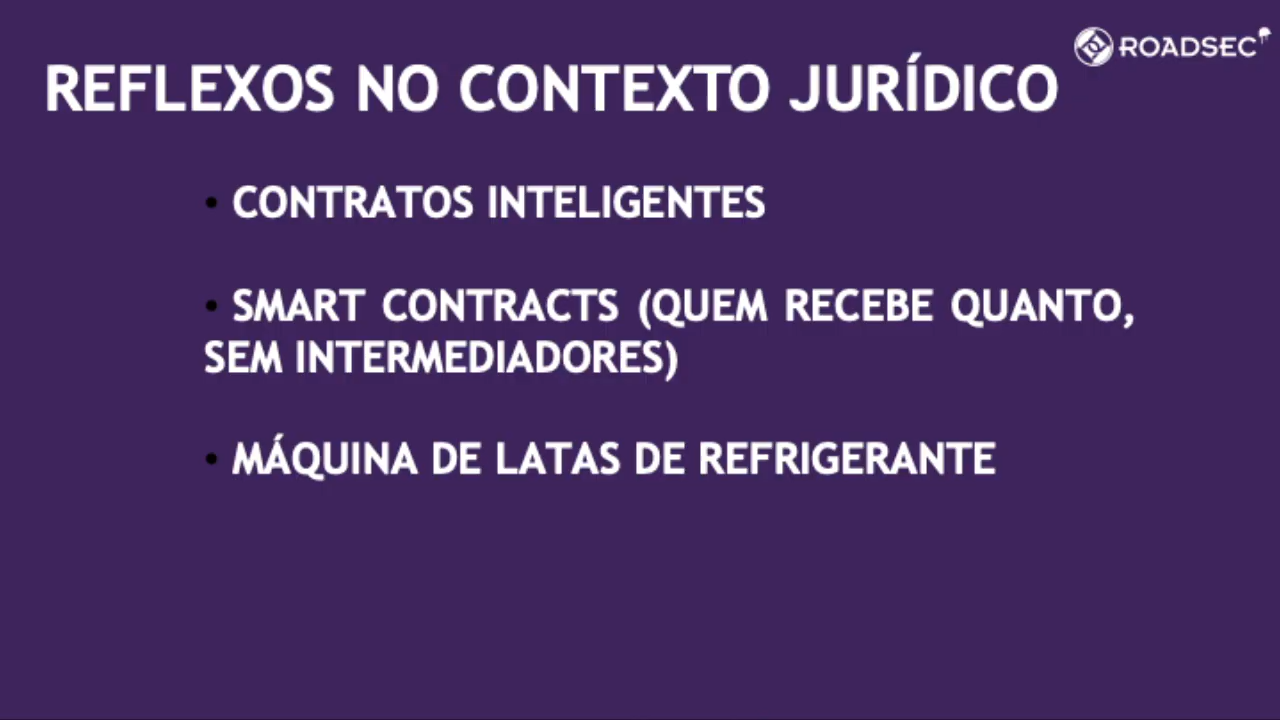 ROADSEC
REFLEXOS NO CONTEXTO JURÍDICO
• CONTRATOS INTELIGENTES
• SMART CONTRACTS (QUEM RECEBE QUANTO,
SEM INTERMEDIADORES)
• MÁQUINA DE LATAS DE REFRIGERANTE